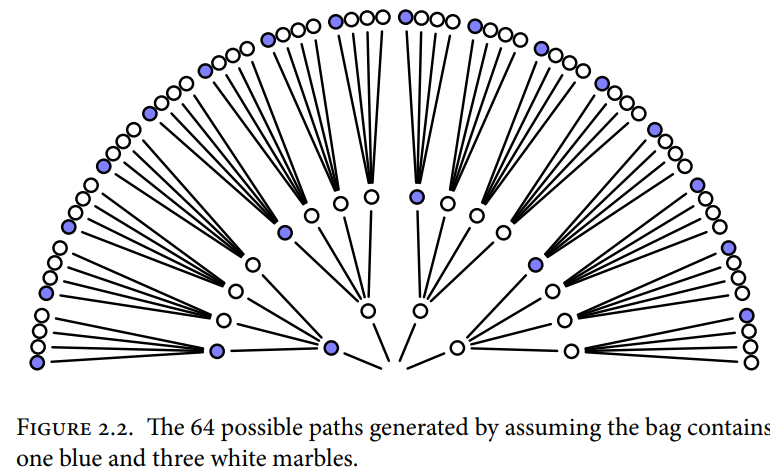 FIGURE 2.2. The 64 possible paths generated by assuming the bag contains
one blue and three white marbles.